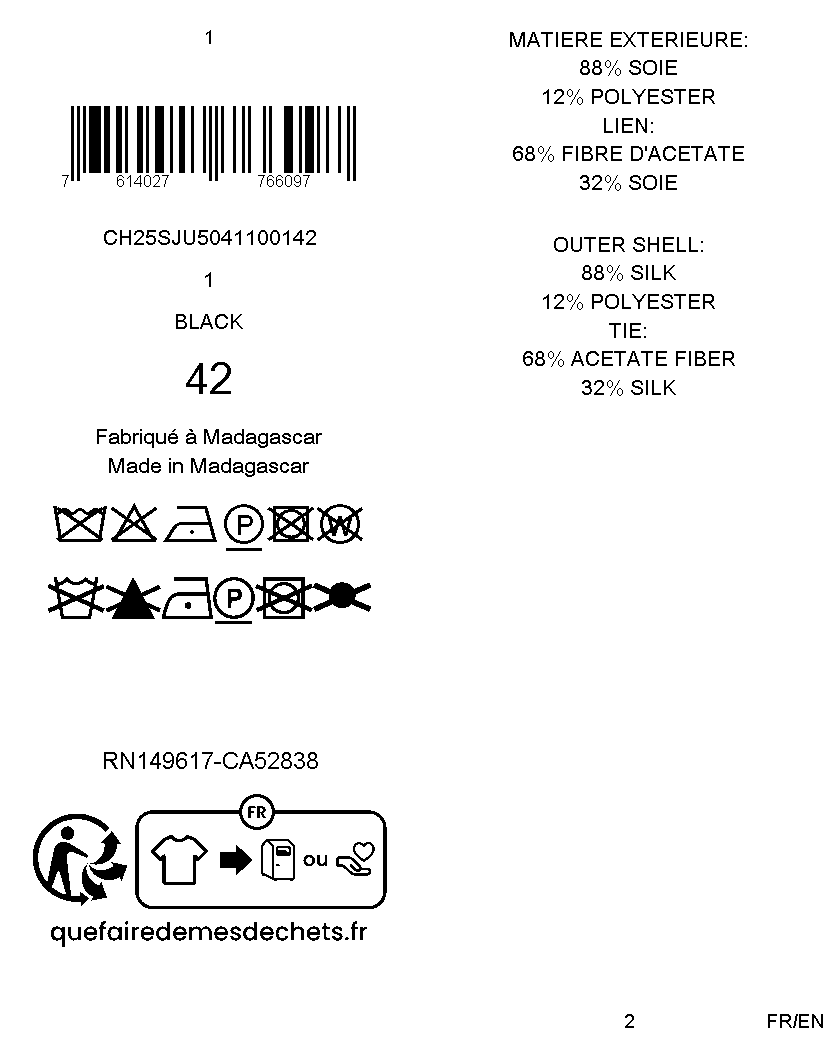 1
7 614027 766097
CH25SJU5041100142
1
BLACK
42
Fabriqué à Madagascar
Made in Madagascar
P W
P
RN149617-CA52838
FR
ou
quefairedemesdechets.fr
MATIERE EXTERIEURE:
88% SOIE
12% POLYESTER
LIEN:
68% FIBRE D'ACETATE
32% SOIE
OUTER SHELL:
88% SILK
12% POLYESTER
TIE:
68% ACETATE FIBER
32% SILK
2
FR/EN